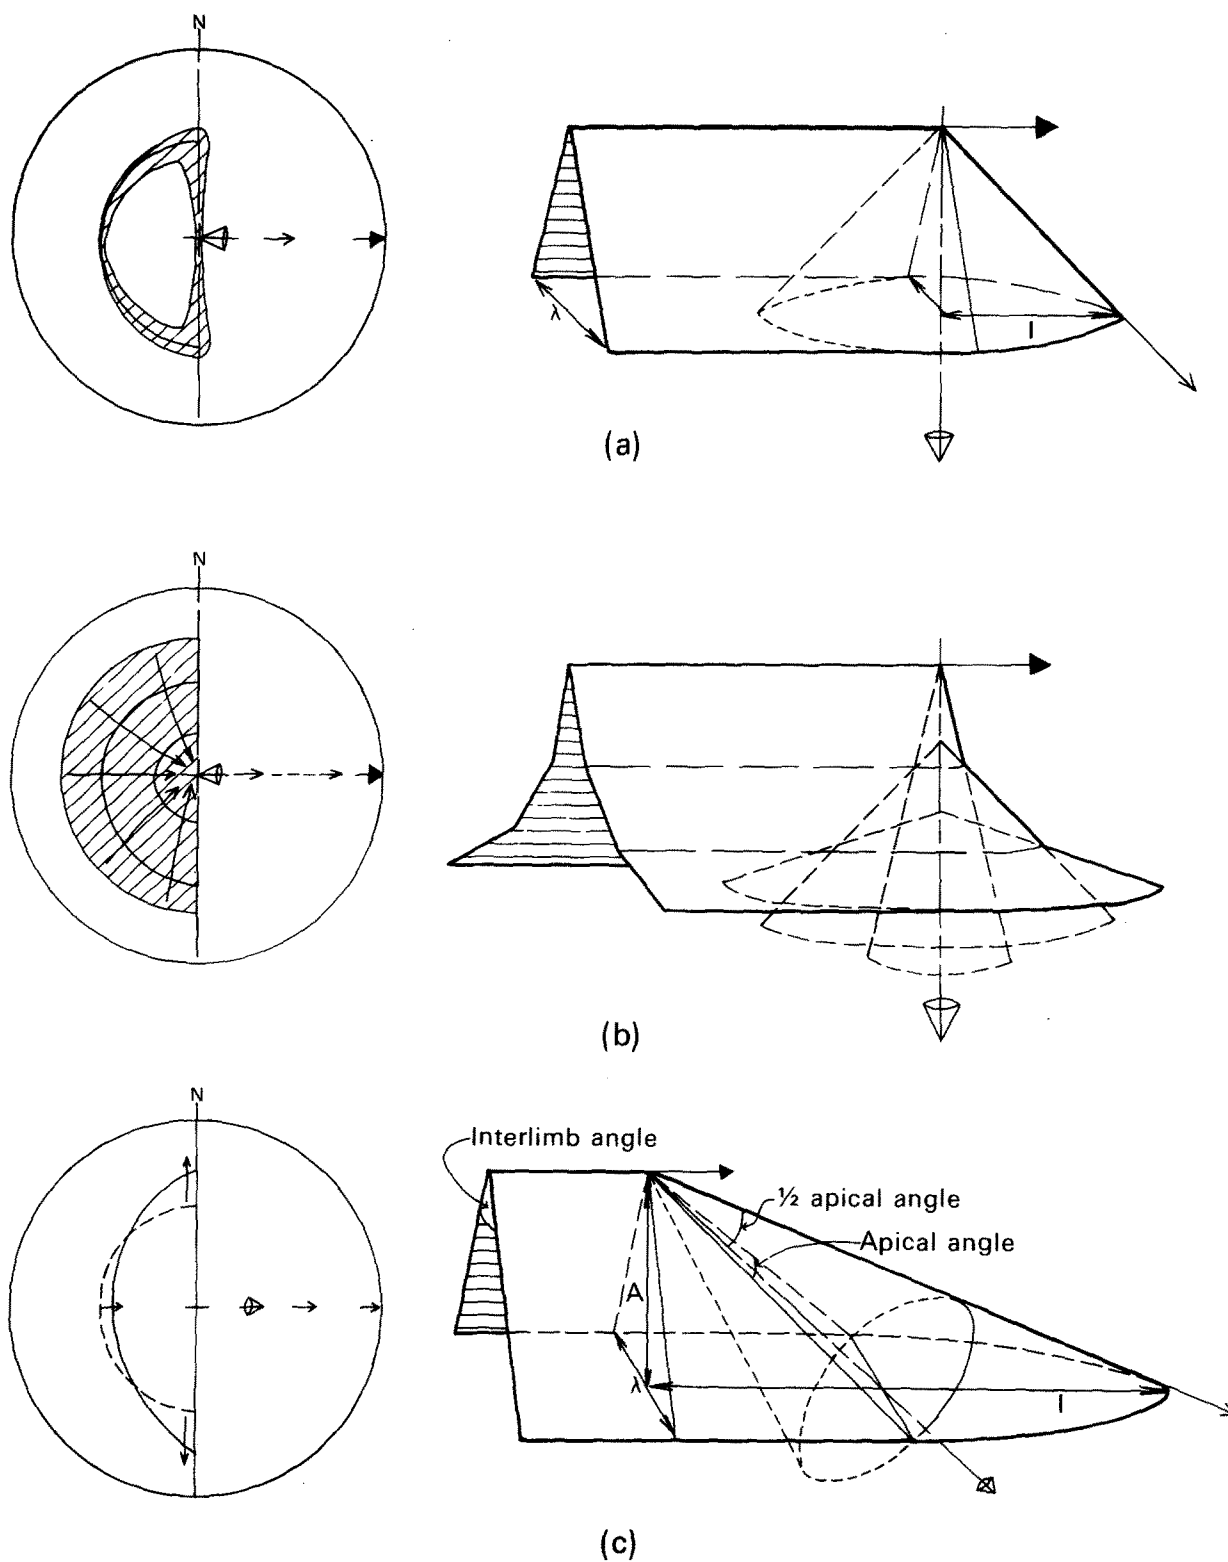 N
λ
l
(a)
N
(b)
N
Interlimb angle
½ apical angle
Apical angle
A
λ
l
(c)